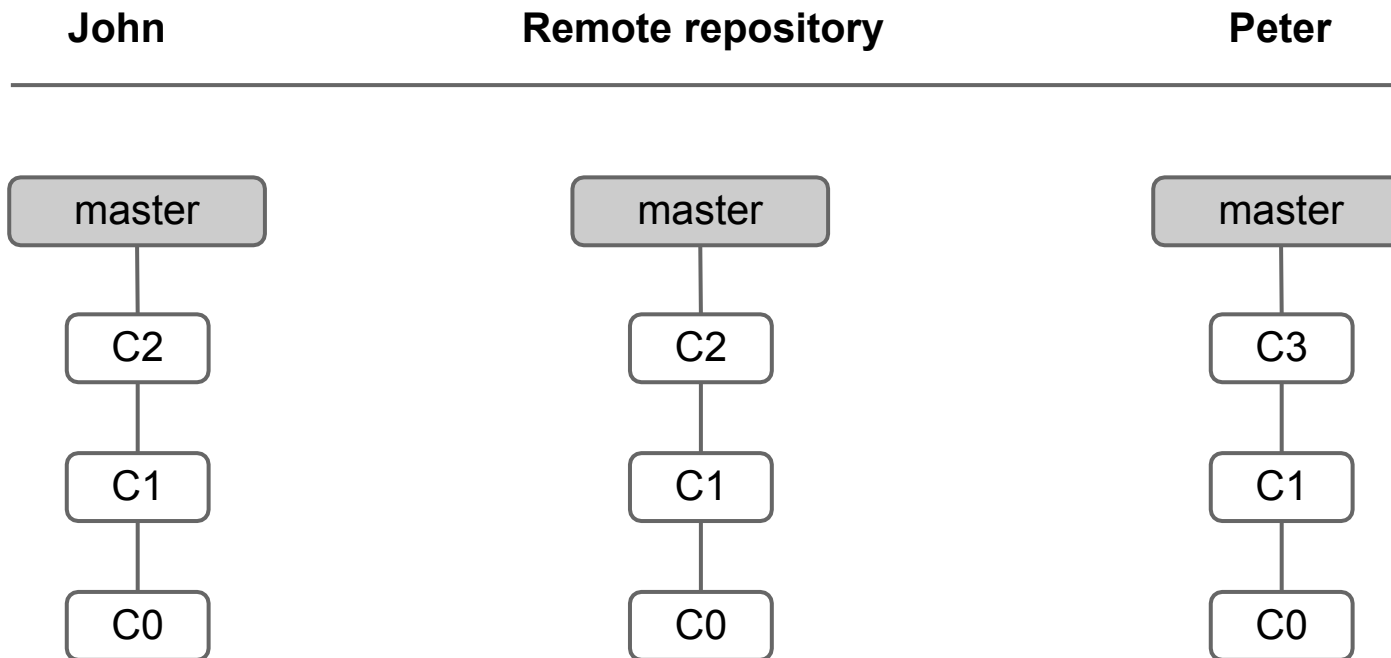 John Remote repository Peter
master master master
C2 C2 C3
C1 C1 C1
C0 C0 C0